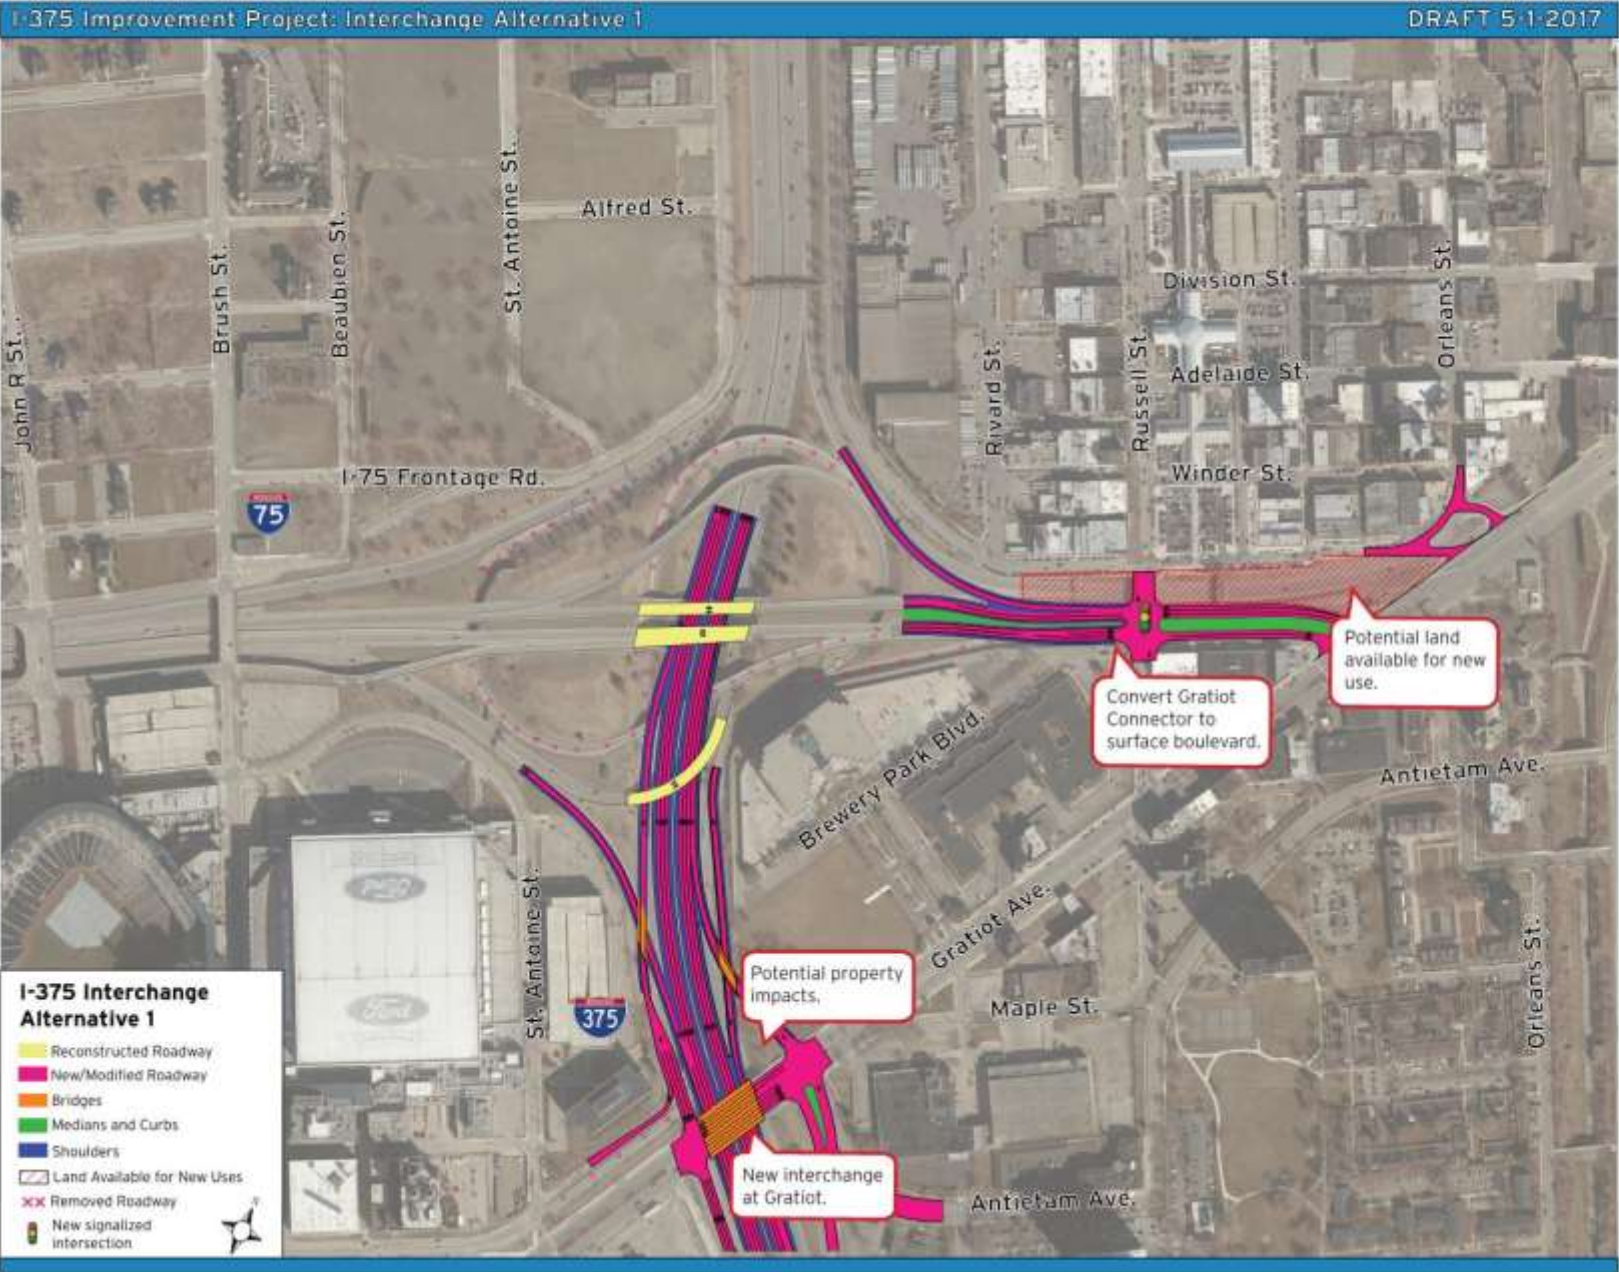 I-375 Improvement Project: Interchange Alternative 1
DRAFT 5-1-2017
Alfred St.
St. Antoine St.
Beaubien St.
Brush St.
John R St.
Division St.
Orleans St.
Rivard St.
Russell St.
Adelaide St.
Winder St.
I-75 Frontage Rd.
75
Potential land
available for new
use.
Convert Gratiot
Connector to
surface boulevard.
Antietam Ave.
Brewery Park Blvd.
Gratiot Ave.
St. Antoine St.
Ford
Ford
375
Potential property
impacts.
Maple St.
Orleans St.
New interchange
at Gratiot.
Antietam Ave.
I-375 Interchange
Alternative 1
Reconstructed Roadway
New/Modified Roadway
Bridges
Medians and Curbs
Shoulders
Land Available for New Uses
Removed Roadway
New signalized
intersection